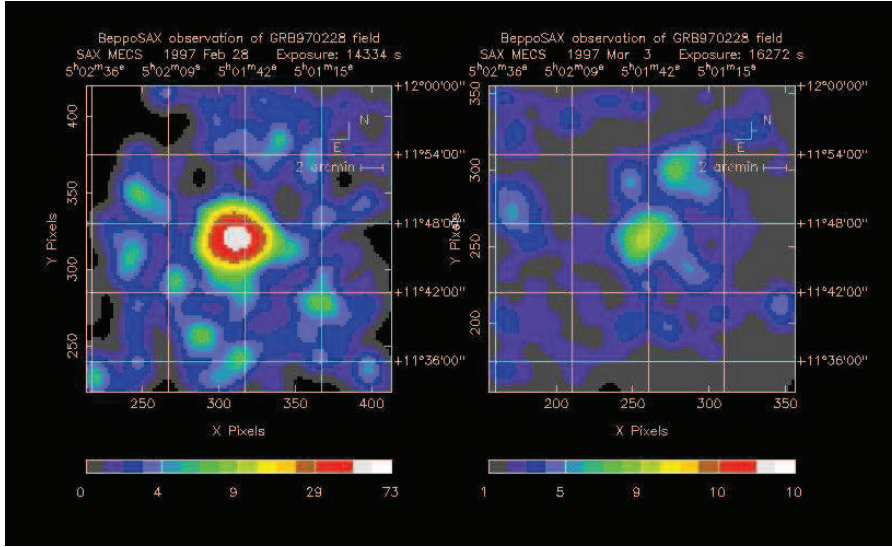 BeppoSAX observation of GRB970228 field
SAX MECS 1997 Feb 28 Exposure: 14334 s
5ʰ02ᵐ36ˢ 5ʰ02ᵐ09ˢ 5ʰ01ᵐ42ˢ 5ʰ01ᵐ15ˢ
+12°00'00"
+11°54'00"
+11°48'00"
+11°42'00"
+11°36'00"
N
E
2 arcmin
400
350
300
250
Y Pixels
250 300 350 400
X Pixels
0 4 9 29 73
BeppoSAX observation of GRB970228 field
SAX MECS 1997 Mar 3 Exposure: 16272 s
5ʰ02ᵐ36ˢ 5ʰ02ᵐ09ˢ 5ʰ01ᵐ42ˢ 5ʰ01ᵐ15ˢ
+12°00'00"
+11°54'00"
+11°48'00"
+11°42'00"
+11°36'00"
N
E
2 arcmin
350
300
250
200
Y Pixels
200 250 300 350
X Pixels
1 5 9 10 10